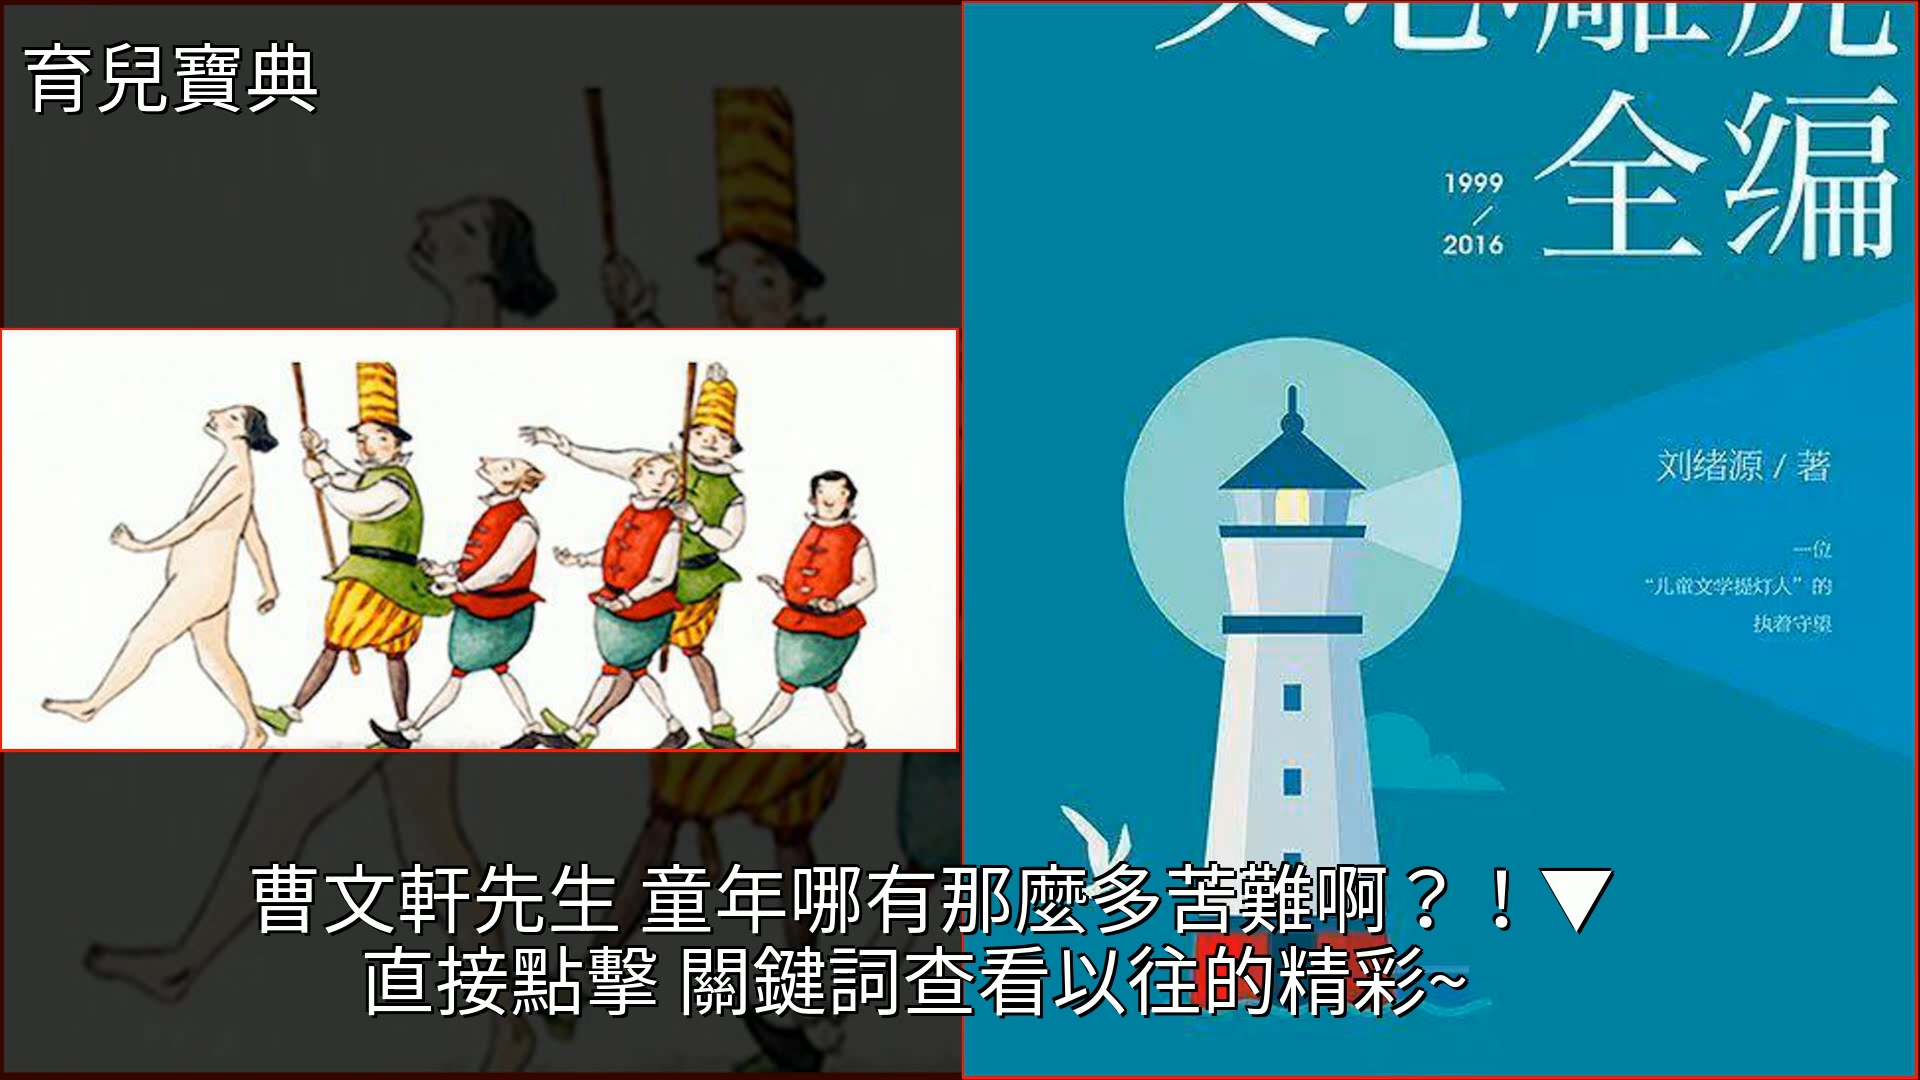 育兒寶典
全编
1999
2016
刘绪源 / 著
一位
“儿童文学提灯人”的
执着守望
曹文軒先生 童年哪有那麼多苦難啊？！▼
直接點擊 關鍵詞查看以往的精彩~